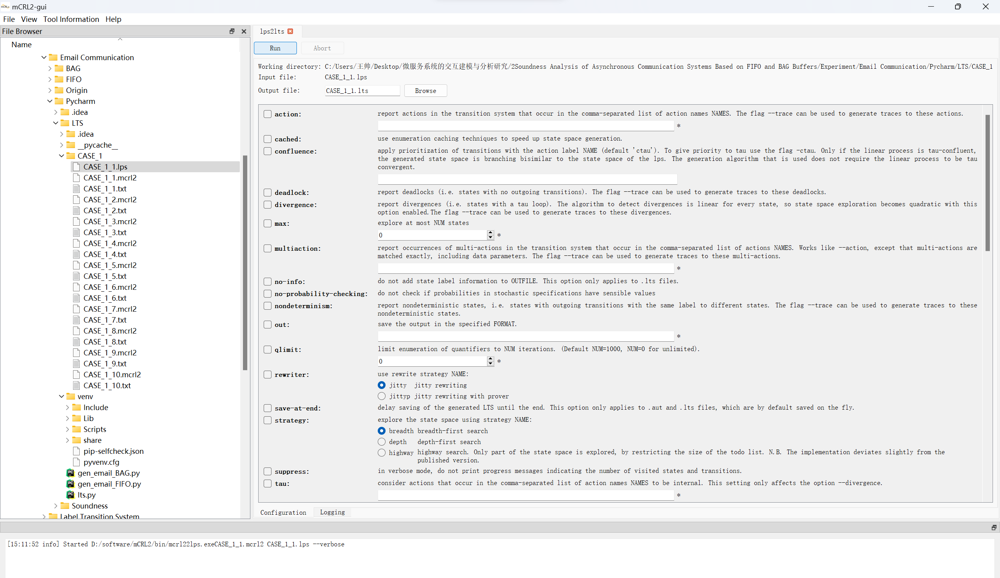 mCRL2-gui
File View Tool Information Help
File Browser
Name
Email Communication
BAG
FIFO
Origin
Pycharm
.idea
LTS
.idea
__pycache__
CASE_1
CASE_1_1.lps
CASE_1_1.mcrl2
CASE_1_1.txt
CASE_1_2.mcrl2
CASE_1_2.txt
CASE_1_3.mcrl2
CASE_1_3.txt
CASE_1_4.mcrl2
CASE_1_4.txt
CASE_1_5.mcrl2
CASE_1_5.txt
CASE_1_6.mcrl2
CASE_1_6.txt
CASE_1_7.mcrl2
CASE_1_7.txt
CASE_1_8.mcrl2
CASE_1_8.txt
CASE_1_9.mcrl2
CASE_1_9.txt
CASE_1_10.mcrl2
CASE_1_10.txt
venv
Include
Lib
Scripts
share
pip-selfcheck.json
pyvenv.cfg
gen_email_BAG.py
gen_email_FIFO.py
lts.py
Soundness
Label Transition System
lps2lts
Run Abort
Working directory: C:/Users/王帅/Desktop/微服务系统的交互建模与分析研究/2Soundness Analysis of Asynchronous Communication Systems Based on FIFO and BAG Buffers/Experiment/Email Communication/Pycharm/LTS/CASE_1
Input file: CASE_1_1.lps
Output file: CASE_1_1.lts Browse
action: report actions in the transition system that occur in the comma-separated list of action names NAMES. The flag --trace can be used to generate traces to these actions.
*
cached: use enumeration caching techniques to speed up state space generation.
confluence: apply prioritization of transitions with the action label NAME (default 'ctau'). To give priority to tau use the flag -ctau. Only if the linear process is tau-confluent,
the generated state space is branching bisimilar to the state space of the lps. The generation algorithm that is used does not require the linear process to be tau
convergent.
deadlock: report deadlocks (i.e. states with no outgoing transitions). The flag --trace can be used to generate traces to these deadlocks.
divergence: report divergences (i.e. states with a tau loop). The algorithm to detect divergences is linear for every state, so state space exploration becomes quadratic with this
option enabled.The flag --trace can be used to generate traces to these divergences.
max: explore at most NUM states
0 *
multiaction: report occurrences of multi-actions in the transition system that occur in the comma-separated list of actions NAMES. Works like --action, except that multi-actions are
matched exactly, including data parameters. The flag --trace can be used to generate traces to these multi-actions.
*
no-info: do not add state label information to OUTFILE. This option only applies to .lts files.
no-probability-checking: do not check if probabilities in stochastic specifications have sensible values
nondeterminism: report nondeterministic states, i.e. states with outgoing transitions with the same label to different states. The flag --trace can be used to generate traces to these
nondeterministic states.
out: save the output in the specified FORMAT.
*
qlimit: limit enumeration of quantifiers to NUM iterations. (Default NUM=1000, NUM=0 for unlimited).
0 *
rewriter: use rewrite strategy NAME:
jitty jitty rewriting
jittyp jitty rewriting with prover
save-at-end: delay saving of the generated LTS until the end. This option only applies to .aut and .lts files, which are by default saved on the fly.
strategy: explore the state space using strategy NAME:
breadth breadth-first search
depth depth-first search
highway highway search. Only part of the state space is explored, by restricting the size of the todo list. N.B. The implementation deviates slightly from the
published version.
suppress: in verbose mode, do not print progress messages indicating the number of visited states and transitions.
tau: consider actions that occur in the comma-separated list of action names NAMES to be internal. This setting only affects the option --divergence.
*
Configuration Logging
[15:11:52 info] Started D:/software/mCRL2/bin/mcrl22lps.exeCASE_1_1.mcrl2 CASE_1_1.lps --verbose